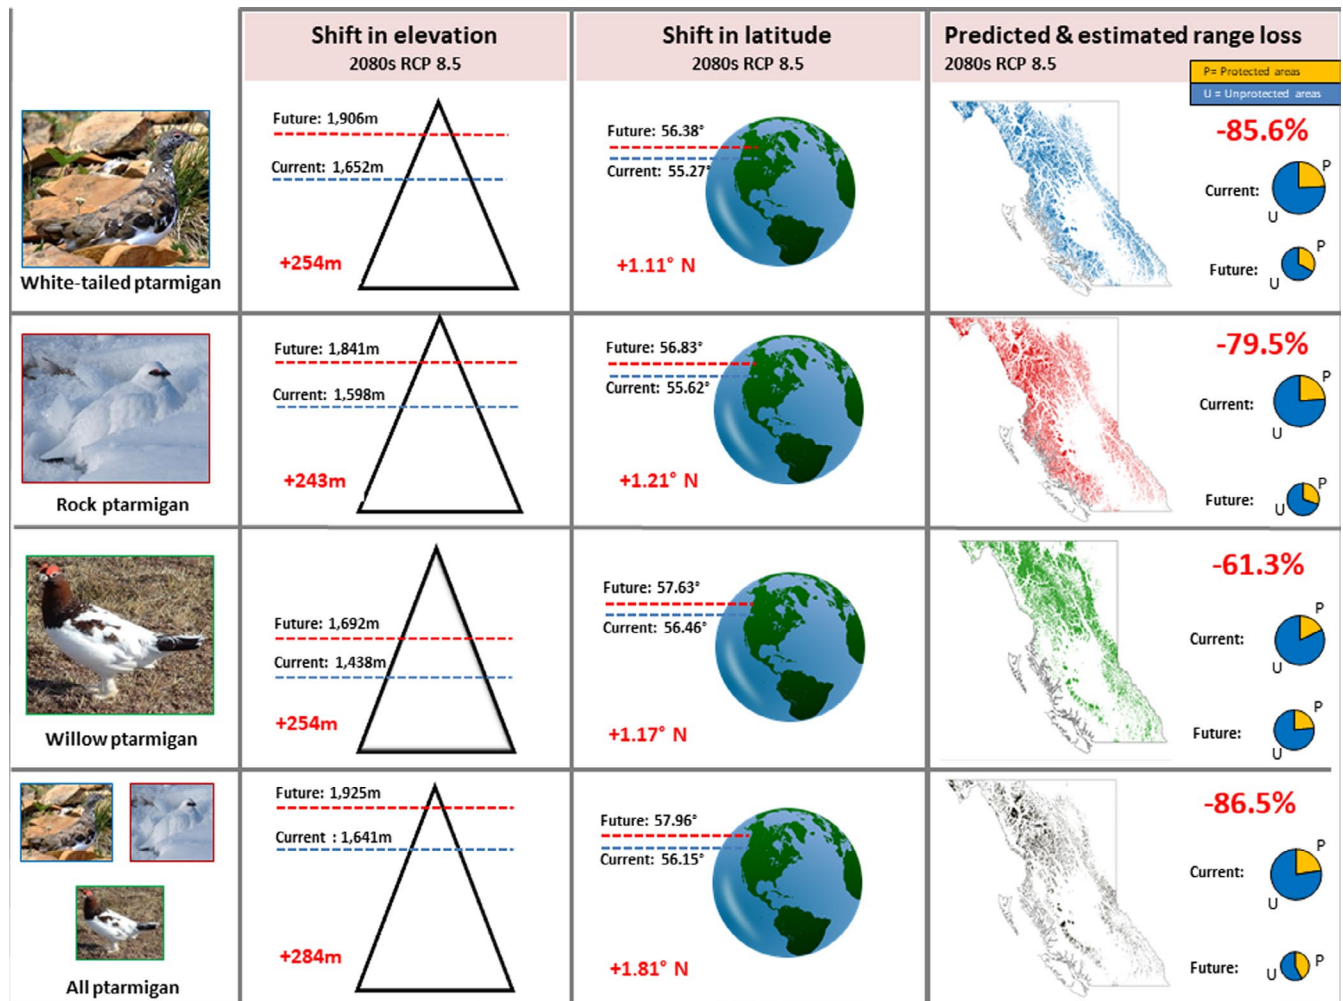 Shift in elevation
2080s RCP 8.5
Shift in latitude
2080s RCP 8.5
Predicted & estimated range loss
2080s RCP 8.5
P= Protected areas
U = Unprotected areas
White-tailed ptarmigan
Future: 1,906m
Current: 1,652m
+254m
Future: 56.38°
Current: 55.27°
+1.11° N
-85.6%
Current:
P
U
Future:
P
U
Rock ptarmigan
Future: 1,841m
Current: 1,598m
+243m
Future: 56.83°
Current: 55.62°
+1.21° N
-79.5%
Current:
P
U
Future:
P
U
Willow ptarmigan
Future: 1,692m
Current: 1,438m
+254m
Future: 57.63°
Current: 56.46°
+1.17° N
-61.3%
Current:
P
U
Future:
P
U
All ptarmigan
Future: 1,925m
Current : 1,641m
+284m
Future: 57.96°
Current: 56.15°
+1.81° N
-86.5%
Current:
P
U
Future:
U
P